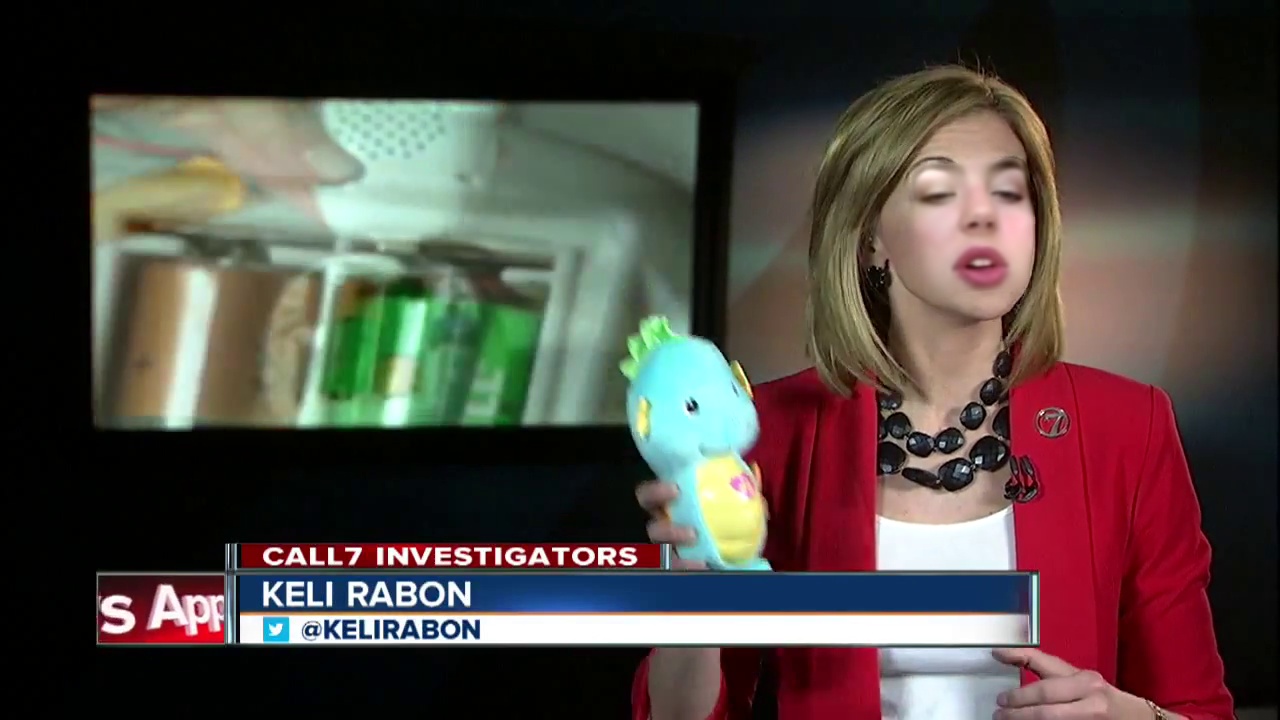 CALL7 INVESTIGATORS
KELI RABON
s App
@KELIRABON
7